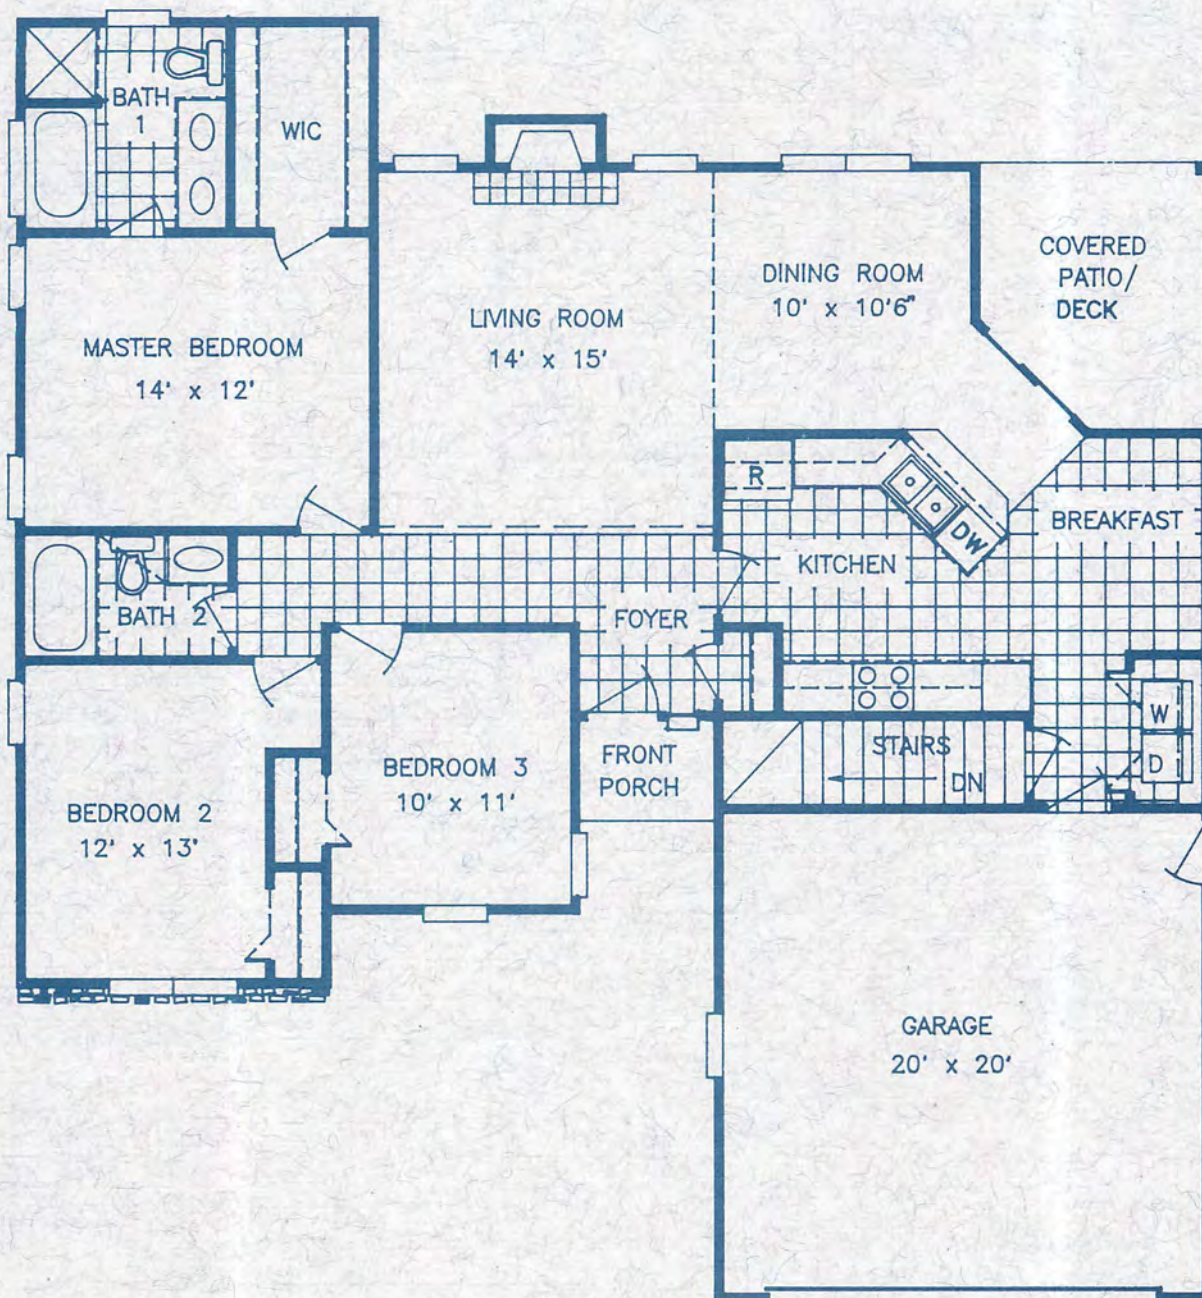 BATH
1
WIC
COVERED
PATIO/
DECK
DINING ROOM
10' x 10'6"
LIVING ROOM
14' x 15'
MASTER BEDROOM
14' x 12'
R
DW
BREAKFAST
KITCHEN
BATH 2
FOYER
W
D
STAIRS
DN
FRONT
PORCH
BEDROOM 3
10' x 11'
BEDROOM 2
12' x 13'
GARAGE
20' x 20'